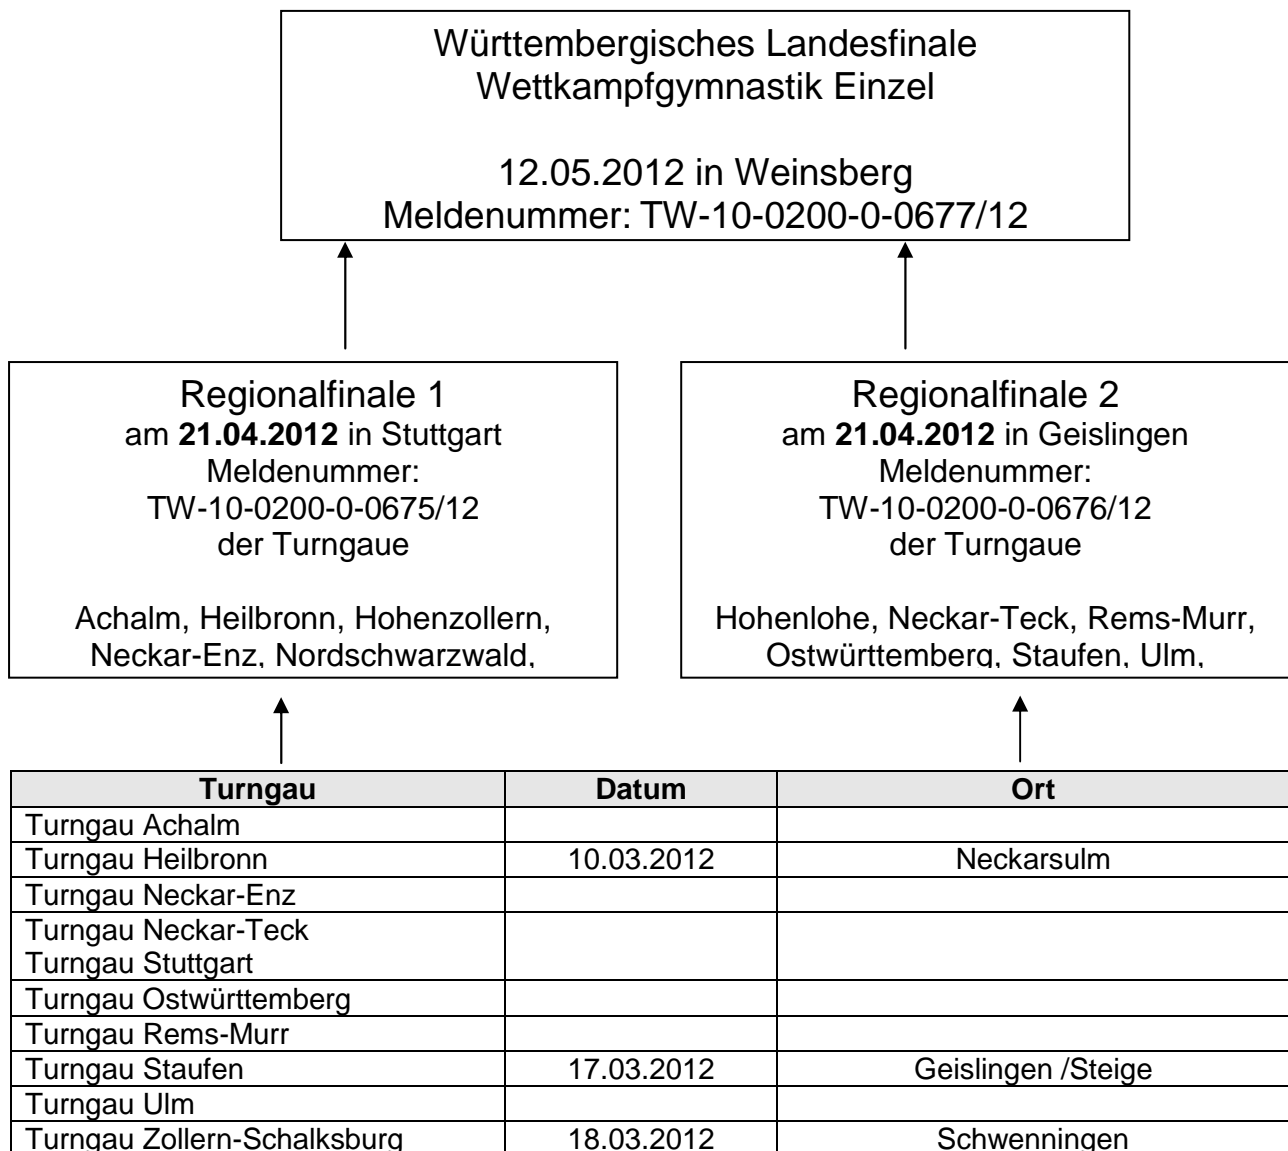 Württembergisches Landesfinale
Wettkampfgymnastik Einzel
12.05.2012 in Weinsberg
Meldenummer: TW-10-0200-0-0677/12
Regionalfinale 1
am 21.04.2012 in Stuttgart
Meldenummer:
TW-10-0200-0-0675/12
der Turngaue
Achalm, Heilbronn, Hohenzollern,
Neckar-Enz, Nordschwarzwald,
Regionalfinale 2
am 21.04.2012 in Geislingen
Meldenummer:
TW-10-0200-0-0676/12
der Turngaue
Hohenlohe, Neckar-Teck, Rems-Murr,
Ostwürttemberg, Staufen, Ulm,
Turngau Datum Ort
Turngau Achalm
Turngau Heilbronn 10.03.2012 Neckarsulm
Turngau Neckar-Enz
Turngau Neckar-Teck
Turngau Stuttgart
Turngau Ostwürttemberg
Turngau Rems-Murr
Turngau Staufen 17.03.2012 Geislingen /Steige
Turngau Ulm
Turngau Zollern-Schalksburg 18.03.2012 Schwenningen